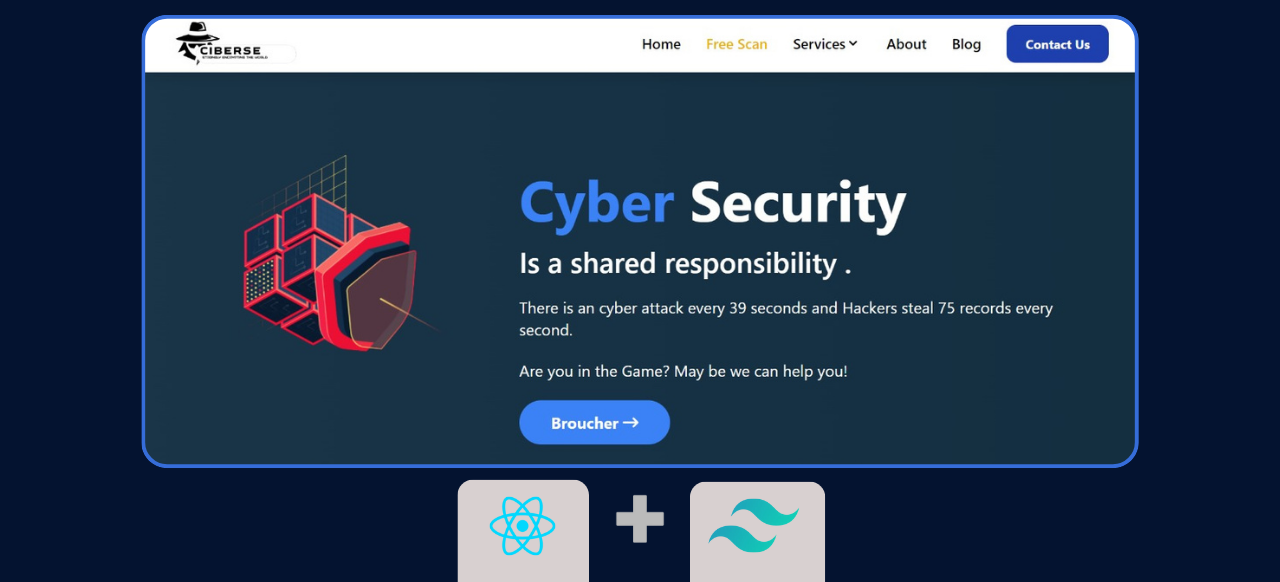 CIBERSE
Home
Free Scan
Services
About
Blog
Contact Us
Cyber Security
Is a shared responsibility .
There is an cyber attack every 39 seconds and Hackers steal 75 records every
second.
Are you in the Game? May be we can help you!
Broucher →